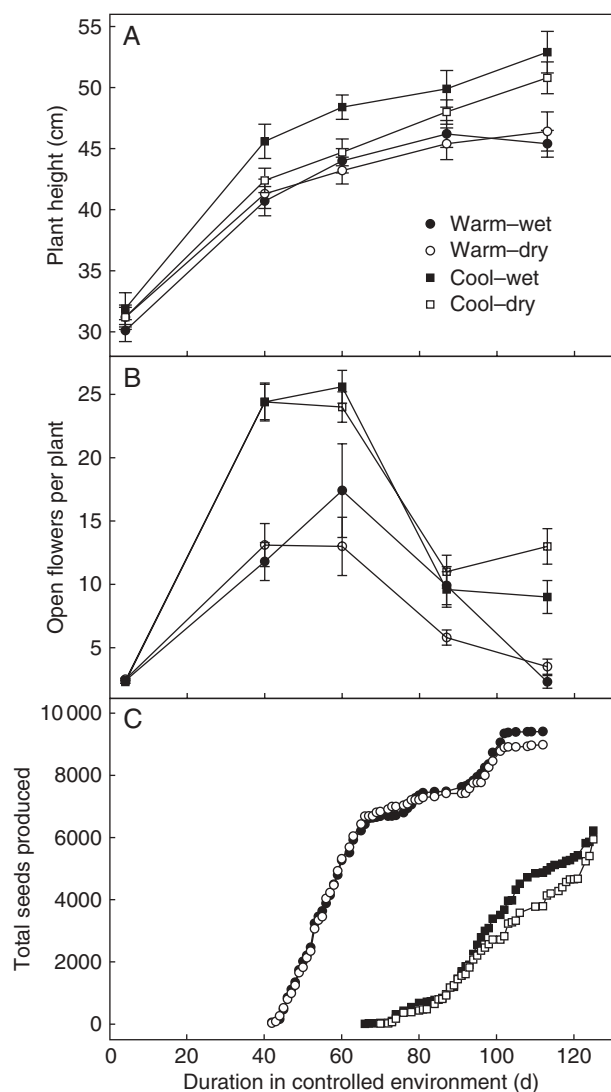 A
Plant height (cm)
55
50
45
40
35
30
Warm–wet
Warm–dry
Cool–wet
Cool–dry
B
Open flowers per plant
25
20
15
10
5
C
Total seeds produced
10 000
8000
6000
4000
2000
0
0 20 40 60 80 100 120
Duration in controlled environment (d)